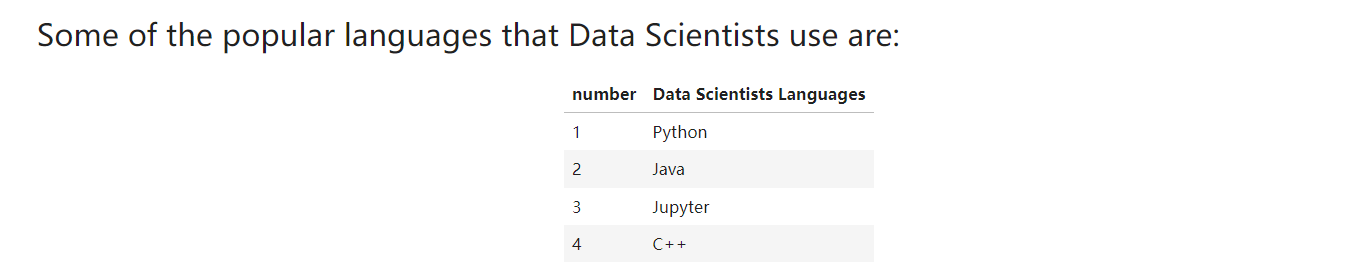 Some of the popular languages that Data Scientists use are:
number Data Scientists Languages
1 Python
2 Java
3 Jupyter
4 C++